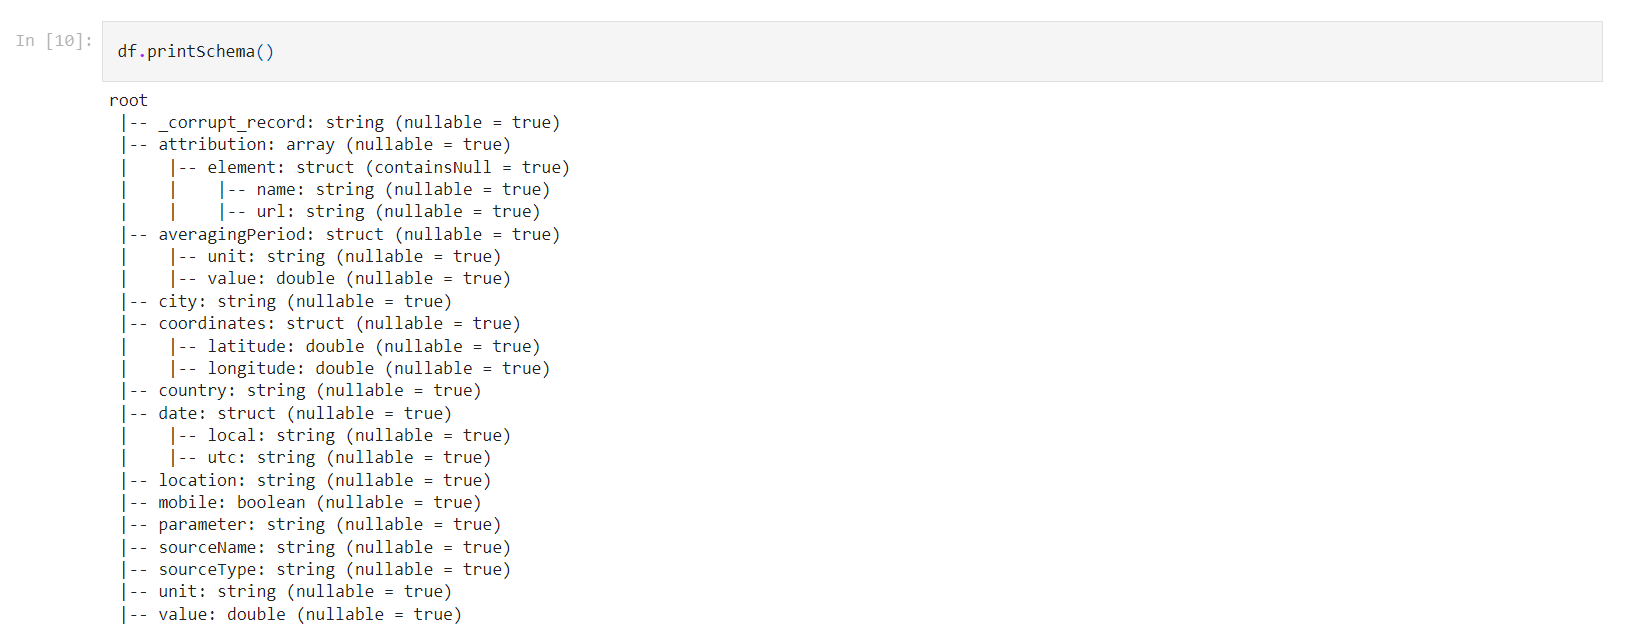 In [10]:
df.printSchema()
root
 |-- _corrupt_record: string (nullable = true)
 |-- attribution: array (nullable = true)
 |    |-- element: struct (containsNull = true)
 |    |    |-- name: string (nullable = true)
 |    |    |-- url: string (nullable = true)
 |-- averagingPeriod: struct (nullable = true)
 |    |-- unit: string (nullable = true)
 |    |-- value: double (nullable = true)
 |-- city: string (nullable = true)
 |-- coordinates: struct (nullable = true)
 |    |-- latitude: double (nullable = true)
 |    |-- longitude: double (nullable = true)
 |-- country: string (nullable = true)
 |-- date: struct (nullable = true)
 |    |-- local: string (nullable = true)
 |    |-- utc: string (nullable = true)
 |-- location: string (nullable = true)
 |-- mobile: boolean (nullable = true)
 |-- parameter: string (nullable = true)
 |-- sourceName: string (nullable = true)
 |-- sourceType: string (nullable = true)
 |-- unit: string (nullable = true)
 |-- value: double (nullable = true)